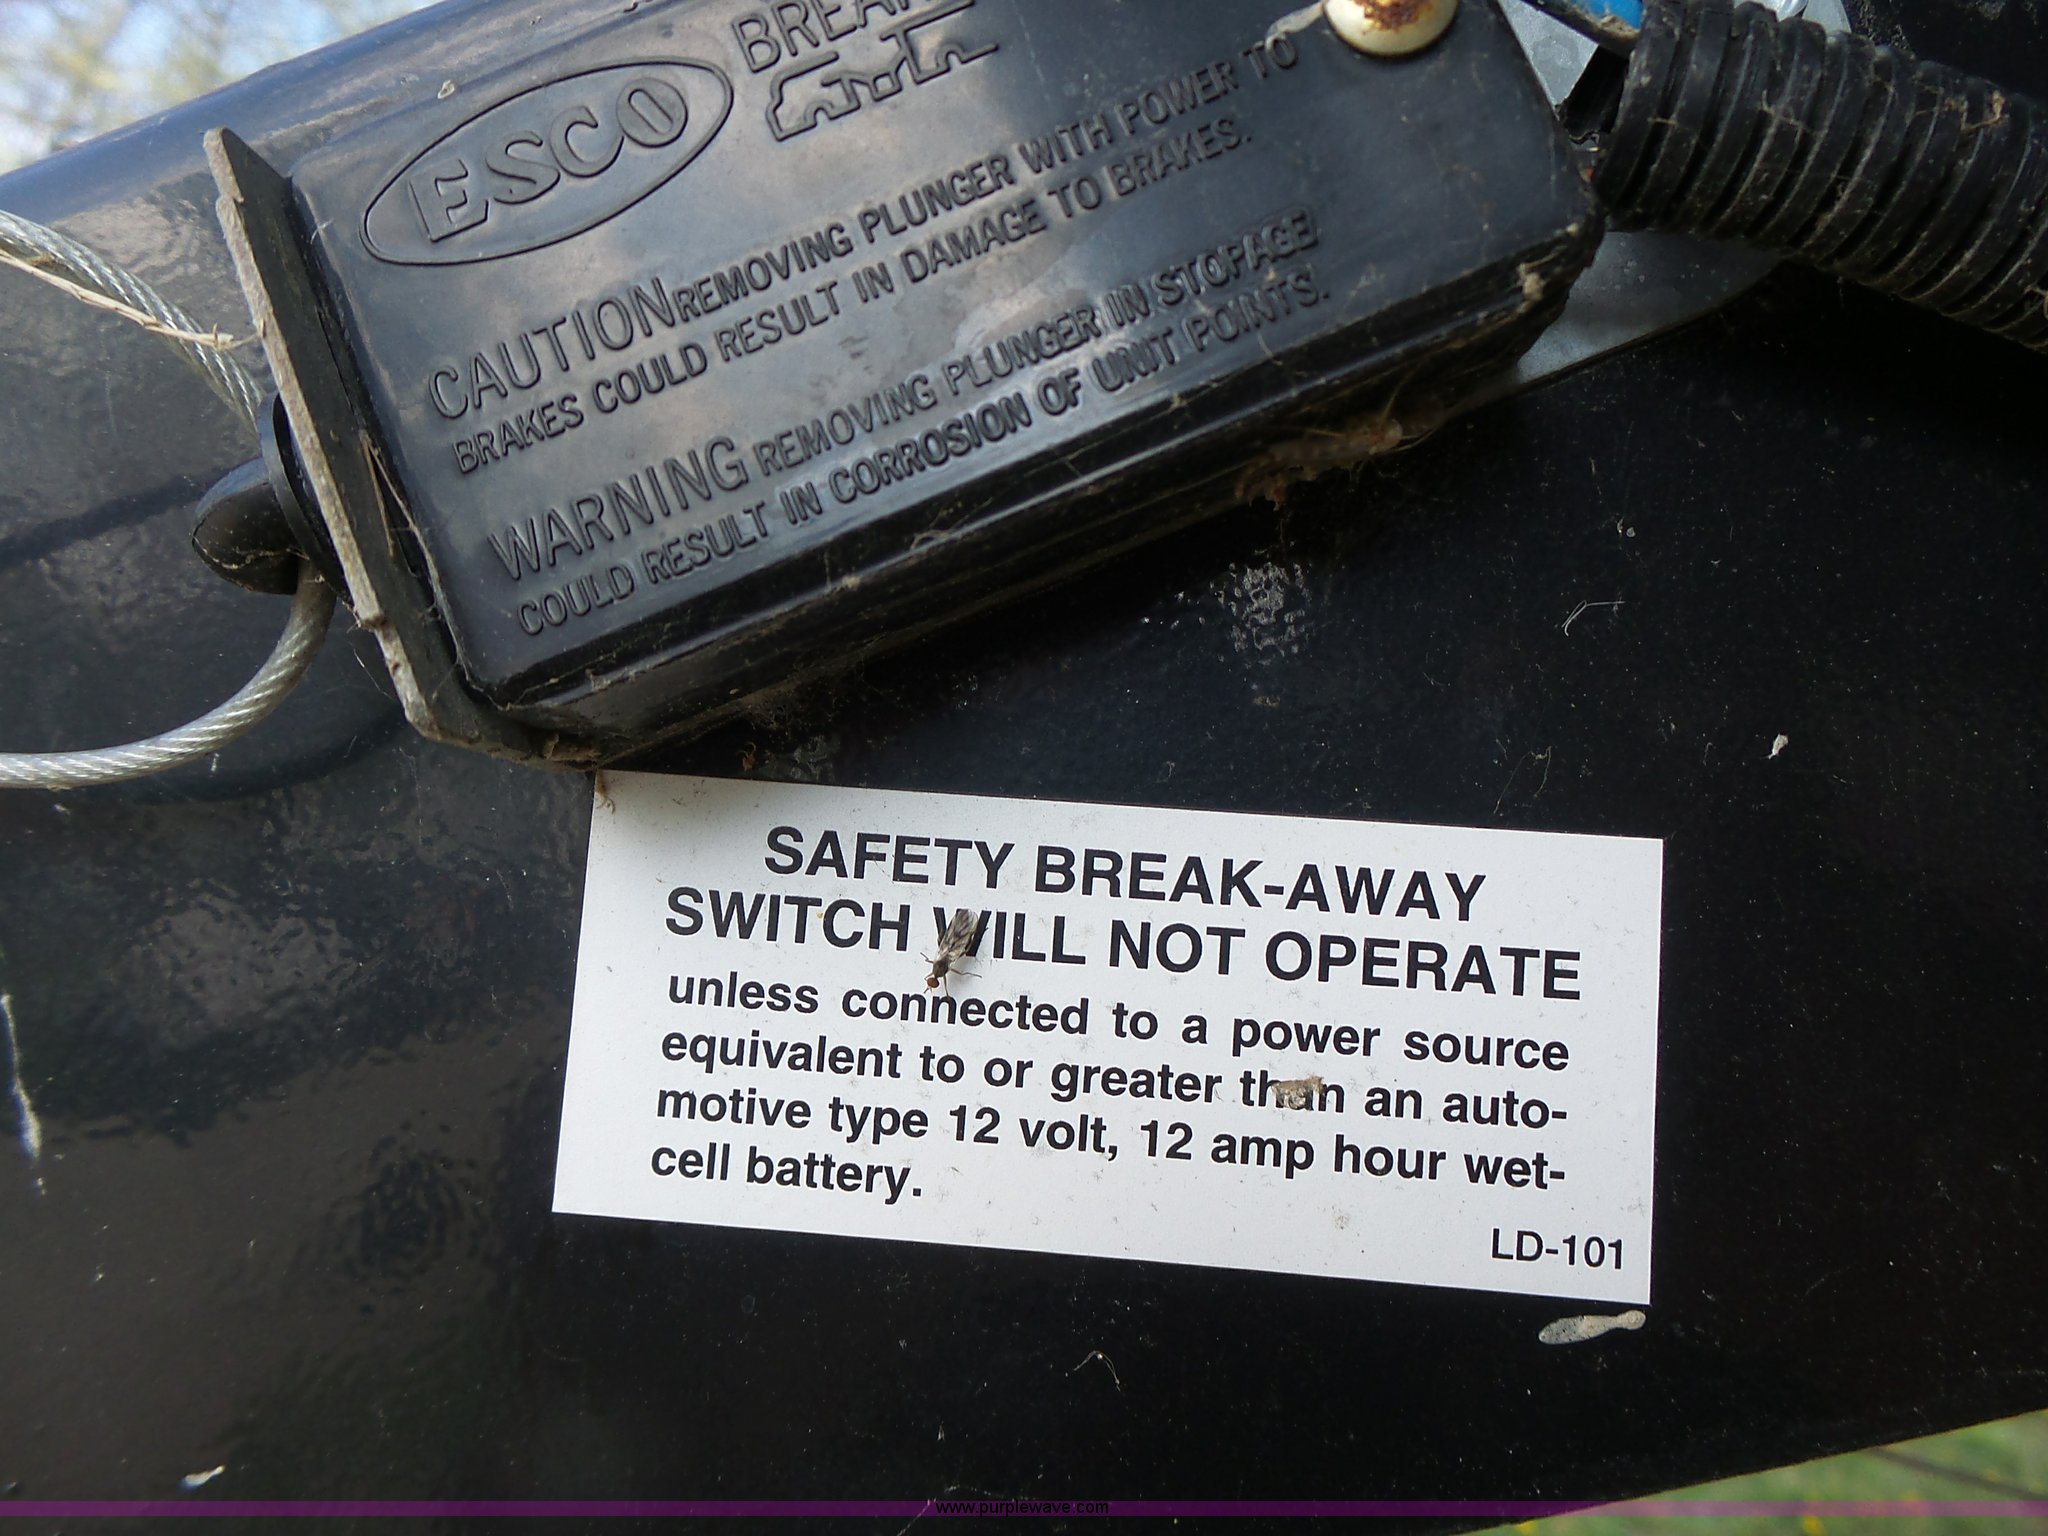 ESCO
CAUTION REMOVING PLUNGER WITH POWER TO
BRAKES COULD RESULT IN DAMAGE TO BRAKES.
WARNING REMOVING PLUNGER IN STOPAGE
COULD RESULT IN CORROSION OF UNIT POINTS.
SAFETY BREAK-AWAY
SWITCH WILL NOT OPERATE
unless connected to a power source
equivalent to or greater than an auto-
motive type 12 volt, 12 amp hour wet-
cell battery.
LD-101
www.purplewave.com